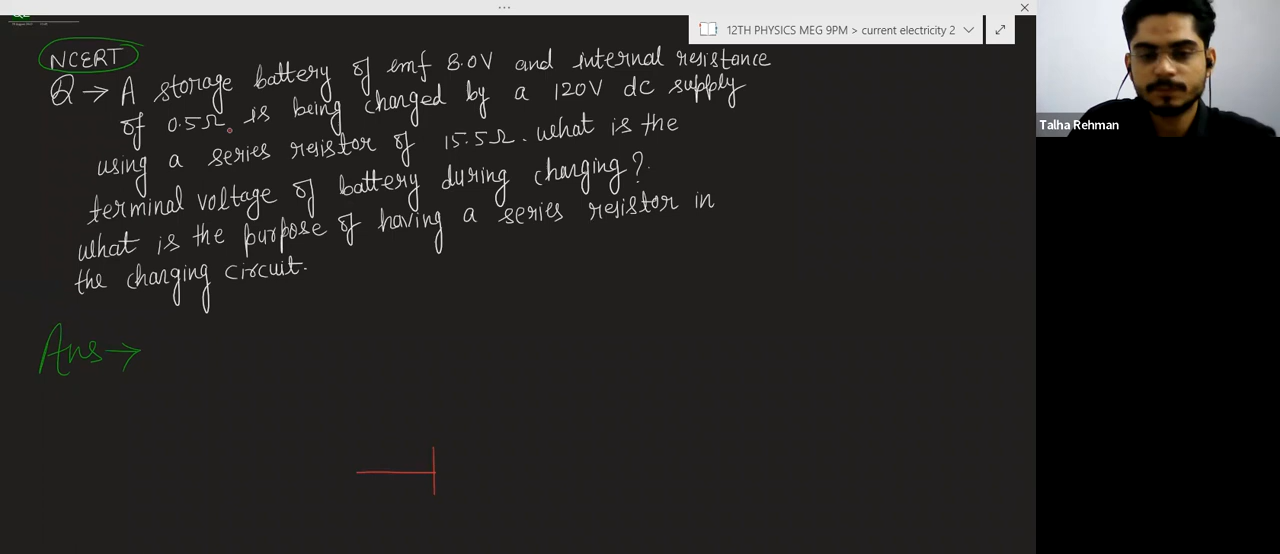 12TH PHYSICS MEG 9PM > current electricity 2
NCERT
Q → A storage battery of emf 8.0V and internal resistance
of 0.5Ω is being charged by a 120V dc supply
using a series resistor of 15.5Ω. what is the
terminal voltage of battery during charging?
what is the purpose of having a series resistor in
the charging circuit.
Ans →
Talha Rehman